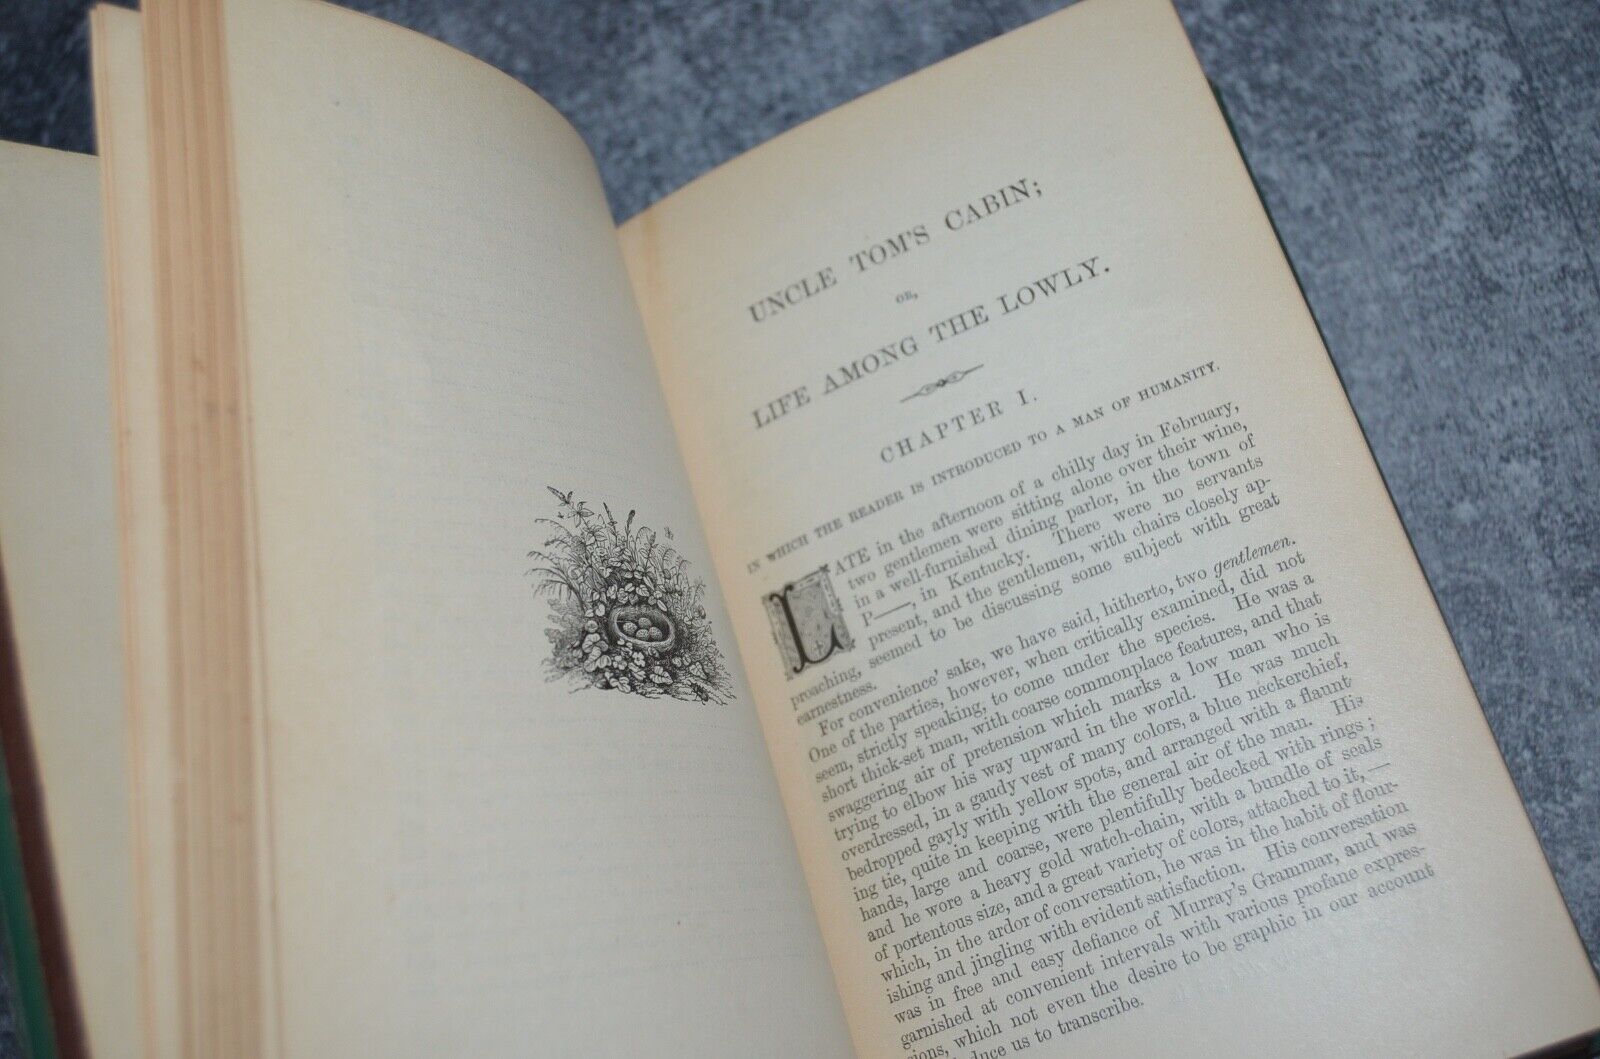 UNCLE TOM'S CABIN;
OR,
LIFE AMONG THE LOWLY.
CHAPTER I.
IN WHICH THE READER IS INTRODUCED TO A MAN OF HUMANITY.
LATE in the afternoon of a chilly day in February,
two gentlemen were sitting alone over their wine,
in a well-furnished dining parlor, in the town of
P——, in Kentucky. There were no servants
present, and the gentlemen, with chairs closely ap-
proaching, seemed to be discussing some subject with great
earnestness.
For convenience' sake, we have said, hitherto, two gentlemen.
One of the parties, however, when critically examined, did not
seem, strictly speaking, to come under the species. He was a
short thick-set man, with coarse commonplace features, and that
swaggering air of pretension which marks a low man who is
trying to elbow his way upward in the world. He was much
overdressed, in a gaudy vest of many colors, a blue neckerchief,
bedropped gayly with yellow spots, and arranged with a flaunt-
ing tie, quite in keeping with the general air of the man. His
hands, large and coarse, were plentifully bedecked with rings;
and he wore a heavy gold watch-chain, with a bundle of seals
of portentous size, and a great variety of colors, attached to it, —
which, in the ardor of conversation, he was in the habit of flour-
ishing and jingling with evident satisfaction. His conversation
was in free and easy defiance of Murray's Grammar, and was
garnished at convenient intervals with various profane expres-
sions, which not even the desire to be graphic in our account
us to transcribe.